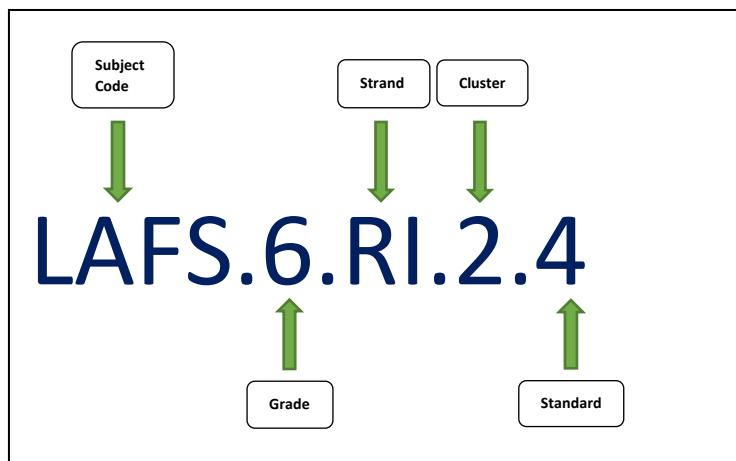 Subject
Code
Strand
Cluster
LAFS.6.RI.2.4
Grade
Standard